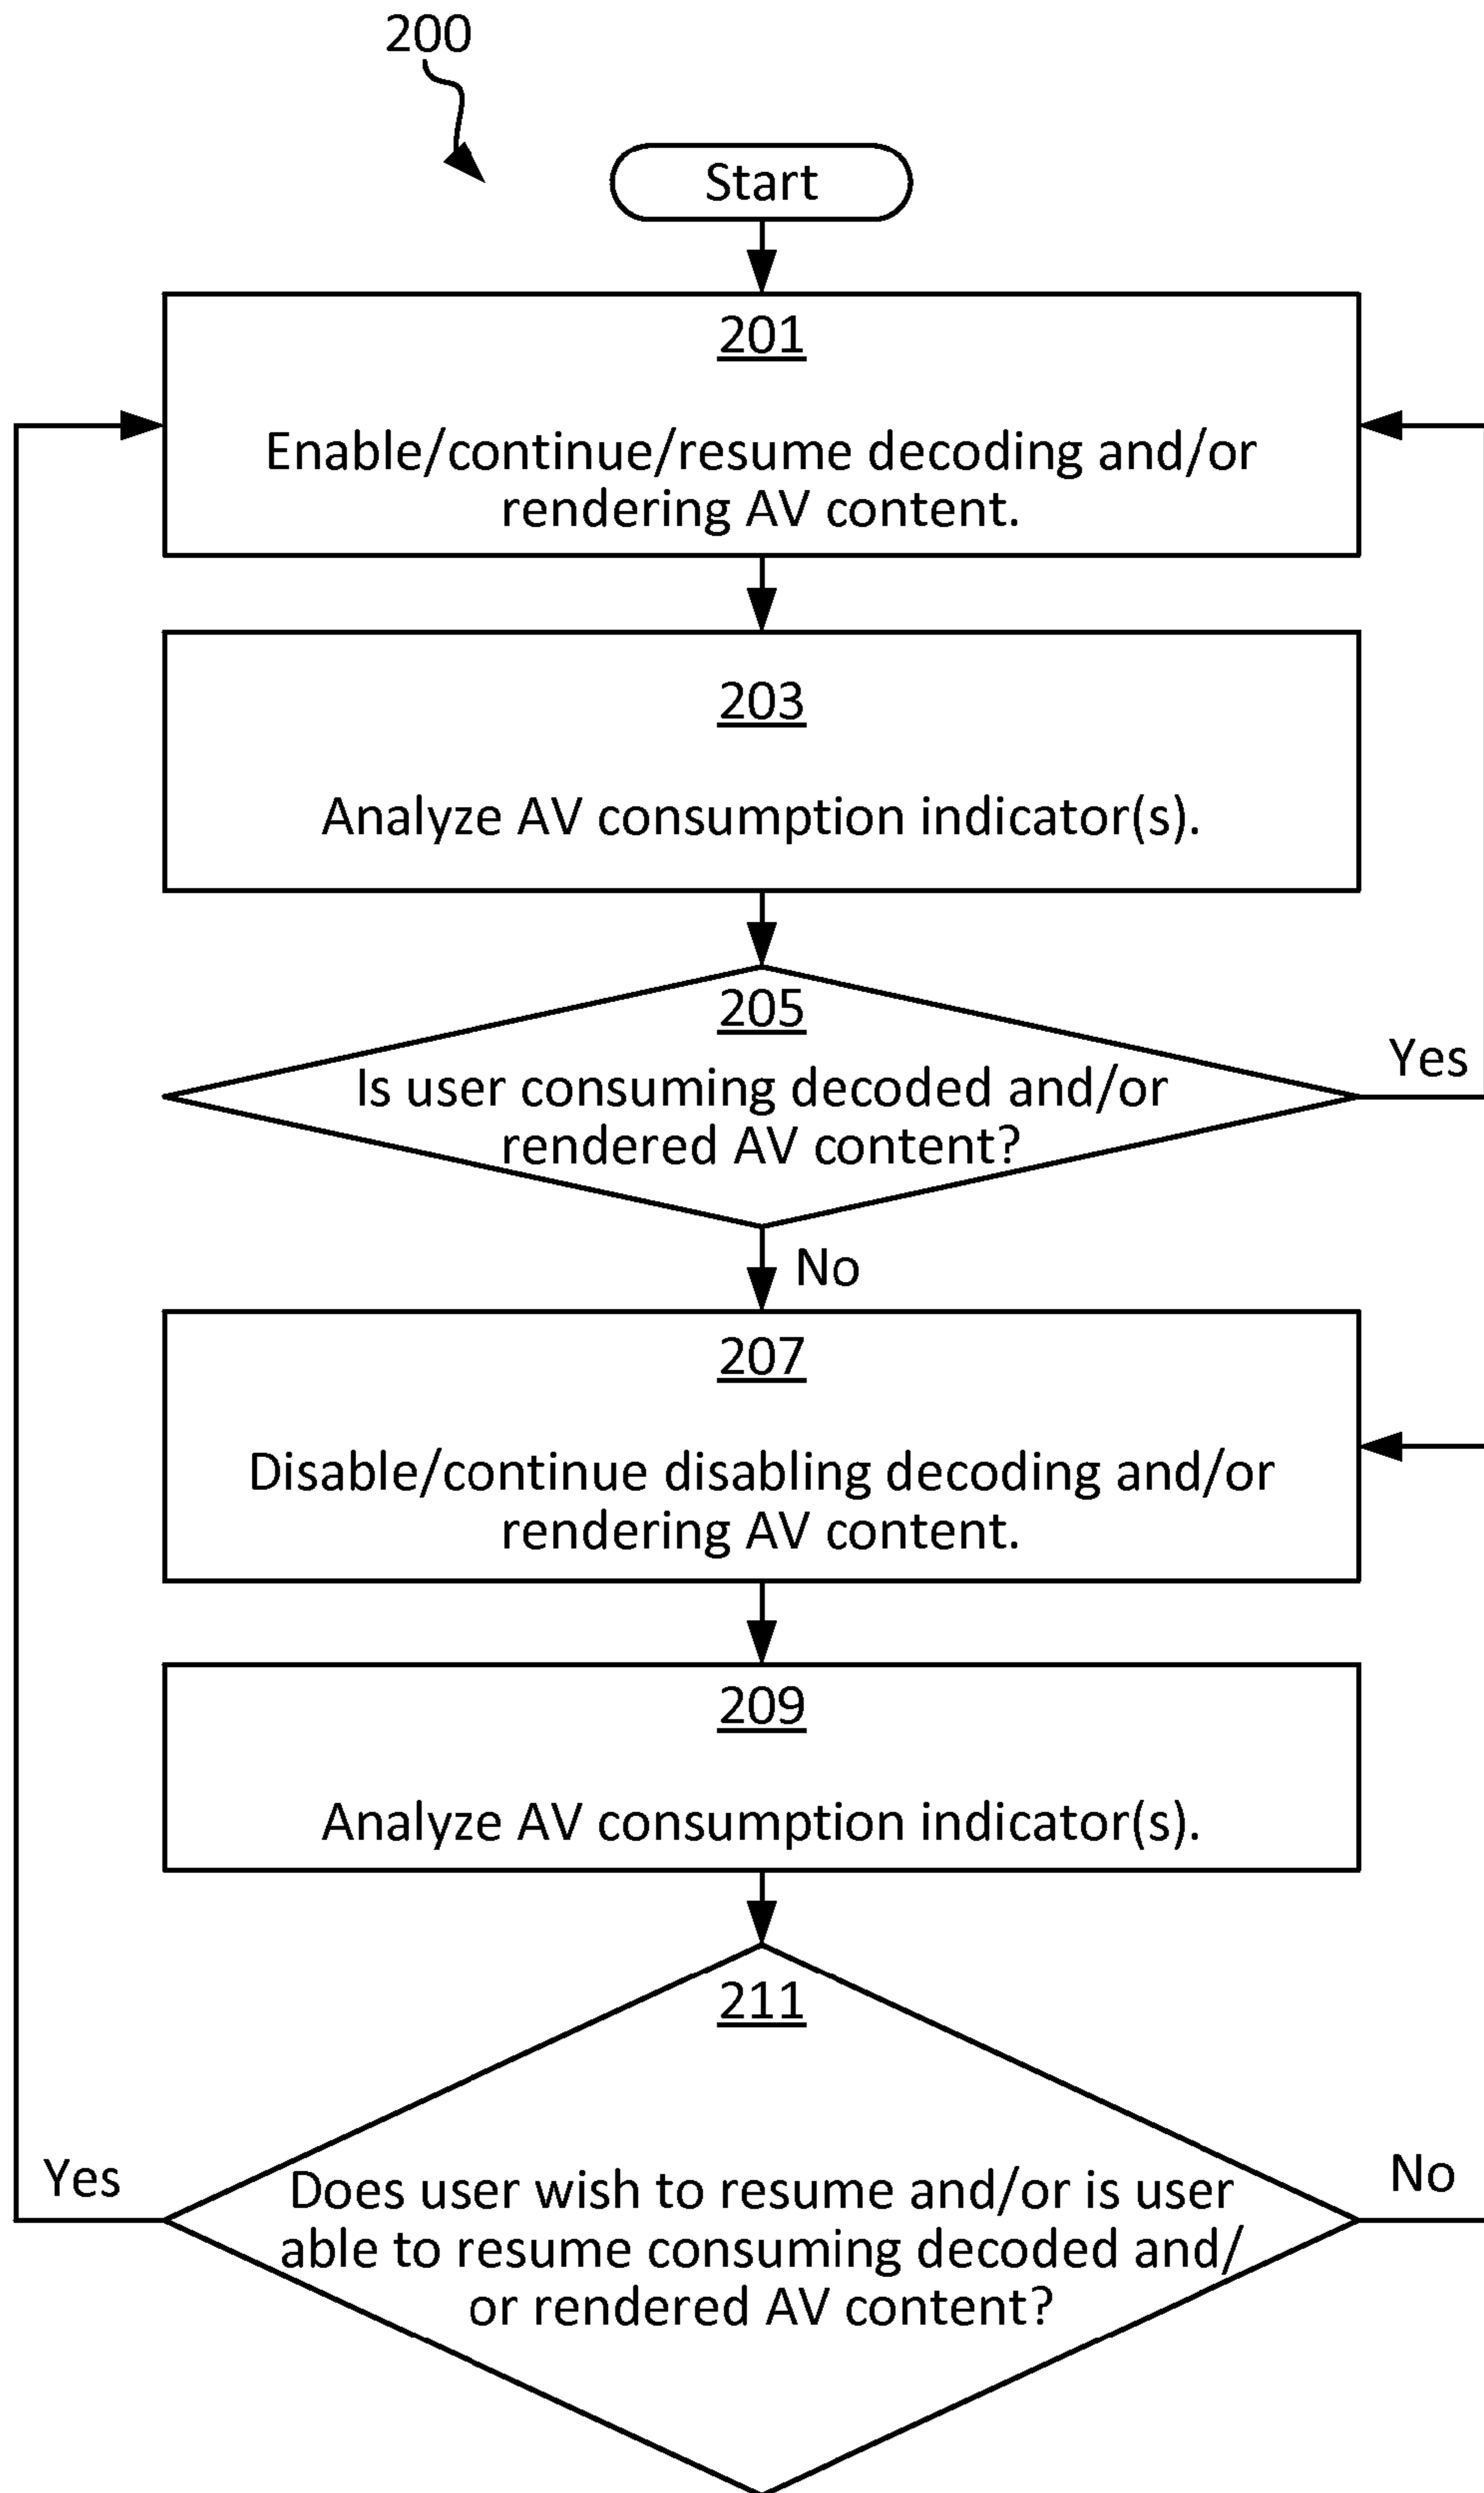 200
Start
201
Enable/continue/resume decoding and/or
rendering AV content.
203
Analyze AV consumption indicator(s).
205
Is user consuming decoded and/or
rendered AV content?
Yes
No
207
Disable/continue disabling decoding and/or
rendering AV content.
209
Analyze AV consumption indicator(s).
211
Yes
Does user wish to resume and/or is user
able to resume consuming decoded and/
or rendered AV content?
No